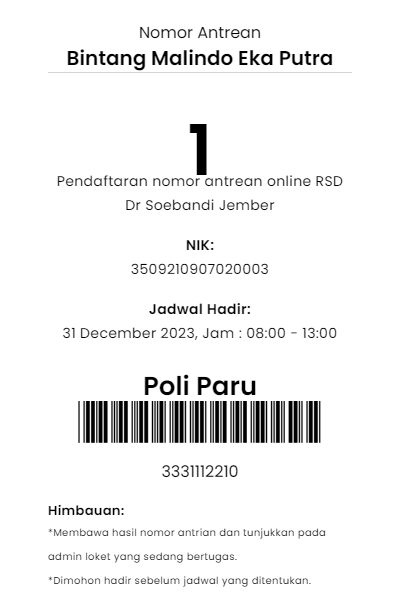 Nomor Antrean
Bintang Malindo Eka Putra
1
Pendaftaran nomor antrean online RSD
Dr Soebandi Jember
NIK:
3509210907020003
Jadwal Hadir:
31 December 2023, Jam : 08:00 - 13:00
Poli Paru
3331112210
Himbauan:
*Membawa hasil nomor antrian dan tunjukkan pada
admin loket yang sedang bertugas.
*Dimohon hadir sebelum jadwal yang ditentukan.